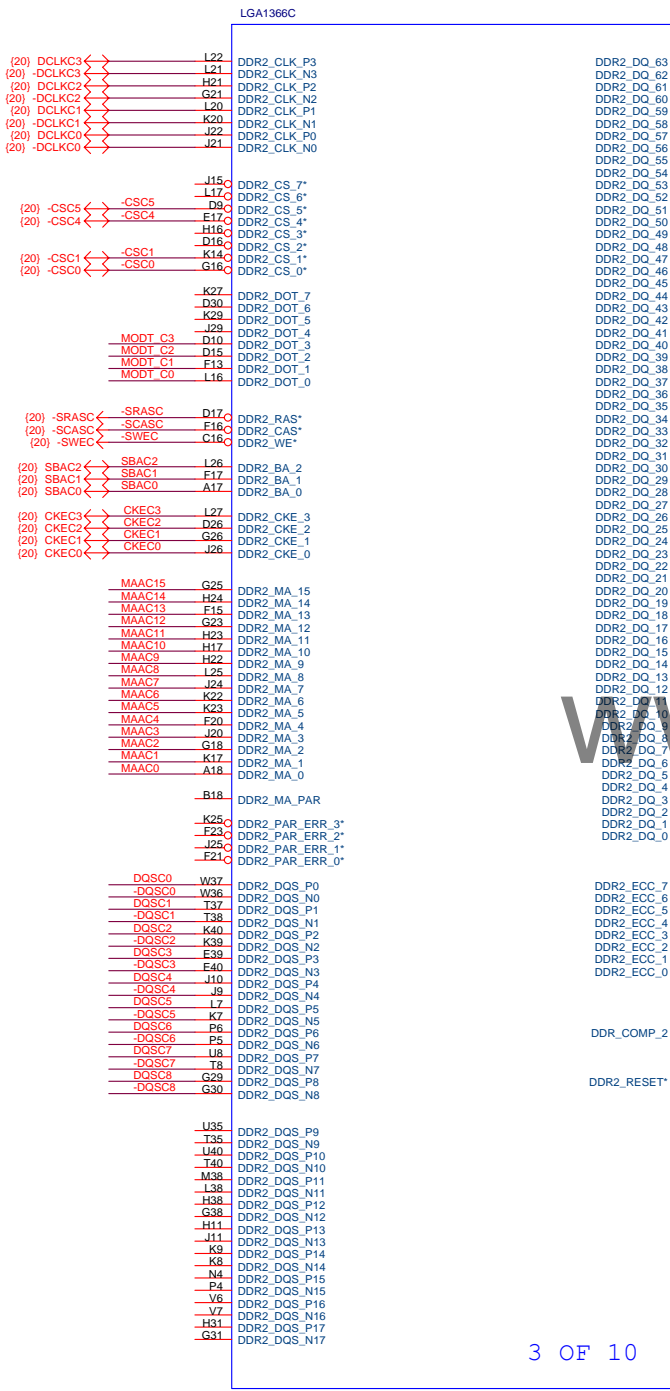 LGA1366C
{20} DCLKC3 L22 DDR2_CLK_P3 DDR2_DQ_63
{20} -DCLKC3 L21 DDR2_CLK_N3 DDR2_DQ_62
{20} DCLKC2 H21 DDR2_CLK_P2 DDR2_DQ_61
{20} -DCLKC2 G21 DDR2_CLK_N2 DDR2_DQ_60
{20} DCLKC1 L20 DDR2_CLK_P1 DDR2_DQ_59
{20} -DCLKC1 K20 DDR2_CLK_N1 DDR2_DQ_58
{20} DCLKC0 J22 DDR2_CLK_P0 DDR2_DQ_57
{20} -DCLKC0 J21 DDR2_CLK_N0 DDR2_DQ_56
DDR2_DQ_55
DDR2_DQ_54
J15 DDR2_CS_7* DDR2_DQ_53
L17 DDR2_CS_6* DDR2_DQ_52
{20} -CSC5 -CSC5 D9 DDR2_CS_5* DDR2_DQ_51
{20} -CSC4 -CSC4 E17 DDR2_CS_4* DDR2_DQ_50
H16 DDR2_CS_3* DDR2_DQ_49
D16 DDR2_CS_2* DDR2_DQ_48
{20} -CSC1 -CSC1 K14 DDR2_CS_1* DDR2_DQ_47
{20} -CSC0 -CSC0 G16 DDR2_CS_0* DDR2_DQ_46
DDR2_DQ_45
K27 DDR2_DOT_7 DDR2_DQ_44
D30 DDR2_DOT_6 DDR2_DQ_43
K29 DDR2_DOT_5 DDR2_DQ_42
J29 DDR2_DOT_4 DDR2_DQ_41
MODT_C3 D10 DDR2_DOT_3 DDR2_DQ_40
MODT_C2 D15 DDR2_DOT_2 DDR2_DQ_39
MODT_C1 F13 DDR2_DOT_1 DDR2_DQ_38
MODT_C0 L16 DDR2_DOT_0 DDR2_DQ_37
DDR2_DQ_36
DDR2_DQ_35
{20} -SRASC -SRASC D17 DDR2_RAS* DDR2_DQ_34
{20} -SCASC -SCASC F16 DDR2_CAS* DDR2_DQ_33
{20} -SWEC -SWEC C16 DDR2_WE* DDR2_DQ_32
DDR2_DQ_31
{20} SBAC2 SBAC2 L26 DDR2_BA_2 DDR2_DQ_30
{20} SBAC1 SBAC1 F17 DDR2_BA_1 DDR2_DQ_29
{20} SBAC0 SBAC0 A17 DDR2_BA_0 DDR2_DQ_28
DDR2_DQ_27
{20} CKEC3 CKEC3 L27 DDR2_CKE_3 DDR2_DQ_26
{20} CKEC2 CKEC2 D26 DDR2_CKE_2 DDR2_DQ_25
{20} CKEC1 CKEC1 G26 DDR2_CKE_1 DDR2_DQ_24
{20} CKEC0 CKEC0 J26 DDR2_CKE_0 DDR2_DQ_23
DDR2_DQ_22
DDR2_DQ_21
MAAC15 G25 DDR2_MA_15 DDR2_DQ_20
MAAC14 H24 DDR2_MA_14 DDR2_DQ_19
MAAC13 F15 DDR2_MA_13 DDR2_DQ_18
MAAC12 G23 DDR2_MA_12 DDR2_DQ_17
MAAC11 H23 DDR2_MA_11 DDR2_DQ_16
MAAC10 H17 DDR2_MA_10 DDR2_DQ_15
MAAC9 H22 DDR2_MA_9 DDR2_DQ_14
MAAC8 L25 DDR2_MA_8 DDR2_DQ_13
MAAC7 J24 DDR2_MA_7 DDR2_DQ_12
MAAC6 K22 DDR2_MA_6 DDR2_DQ_11
MAAC5 K23 DDR2_MA_5 DDR2_DQ_10
MAAC4 F20 DDR2_MA_4 DDR2_DQ_9
MAAC3 J20 DDR2_MA_3 DDR2_DQ_8
MAAC2 G18 DDR2_MA_2 DDR2_DQ_7
MAAC1 K17 DDR2_MA_1 DDR2_DQ_6
MAAC0 A18 DDR2_MA_0 DDR2_DQ_5
DDR2_DQ_4
B18 DDR2_MA_PAR DDR2_DQ_3
DDR2_DQ_2
K25 DDR2_PAR_ERR_3* DDR2_DQ_1
F23 DDR2_PAR_ERR_2* DDR2_DQ_0
J25 DDR2_PAR_ERR_1*
F21 DDR2_PAR_ERR_0*
DQSC0 W37 DDR2_DQS_P0 DDR2_ECC_7
-DQSC0 W36 DDR2_DQS_N0 DDR2_ECC_6
DQSC1 T37 DDR2_DQS_P1 DDR2_ECC_5
-DQSC1 T38 DDR2_DQS_N1 DDR2_ECC_4
DQSC2 K40 DDR2_DQS_P2 DDR2_ECC_3
-DQSC2 K39 DDR2_DQS_N2 DDR2_ECC_2
DQSC3 E39 DDR2_DQS_P3 DDR2_ECC_1
-DQSC3 E40 DDR2_DQS_N3 DDR2_ECC_0
DQSC4 J10 DDR2_DQS_P4
-DQSC4 J9 DDR2_DQS_N4
DQSC5 L7 DDR2_DQS_P5
-DQSC5 K7 DDR2_DQS_N5
DQSC6 P6 DDR2_DQS_P6 DDR_COMP_2
-DQSC6 P5 DDR2_DQS_N6
DQSC7 U8 DDR2_DQS_P7
-DQSC7 T8 DDR2_DQS_N7
DQSC8 G29 DDR2_DQS_P8 DDR2_RESET*
-DQSC8 G30 DDR2_DQS_N8
U35 DDR2_DQS_P9
T35 DDR2_DQS_N9
U40 DDR2_DQS_P10
T40 DDR2_DQS_N10
M38 DDR2_DQS_P11
L38 DDR2_DQS_N11
H38 DDR2_DQS_P12
G38 DDR2_DQS_N12
H11 DDR2_DQS_P13
J11 DDR2_DQS_N13
K9 DDR2_DQS_P14
K8 DDR2_DQS_N14
N4 DDR2_DQS_P15
P4 DDR2_DQS_N15
V6 DDR2_DQS_P16
V7 DDR2_DQS_N16
H31 DDR2_DQS_P17
G31 DDR2_DQS_N17
3 OF 10